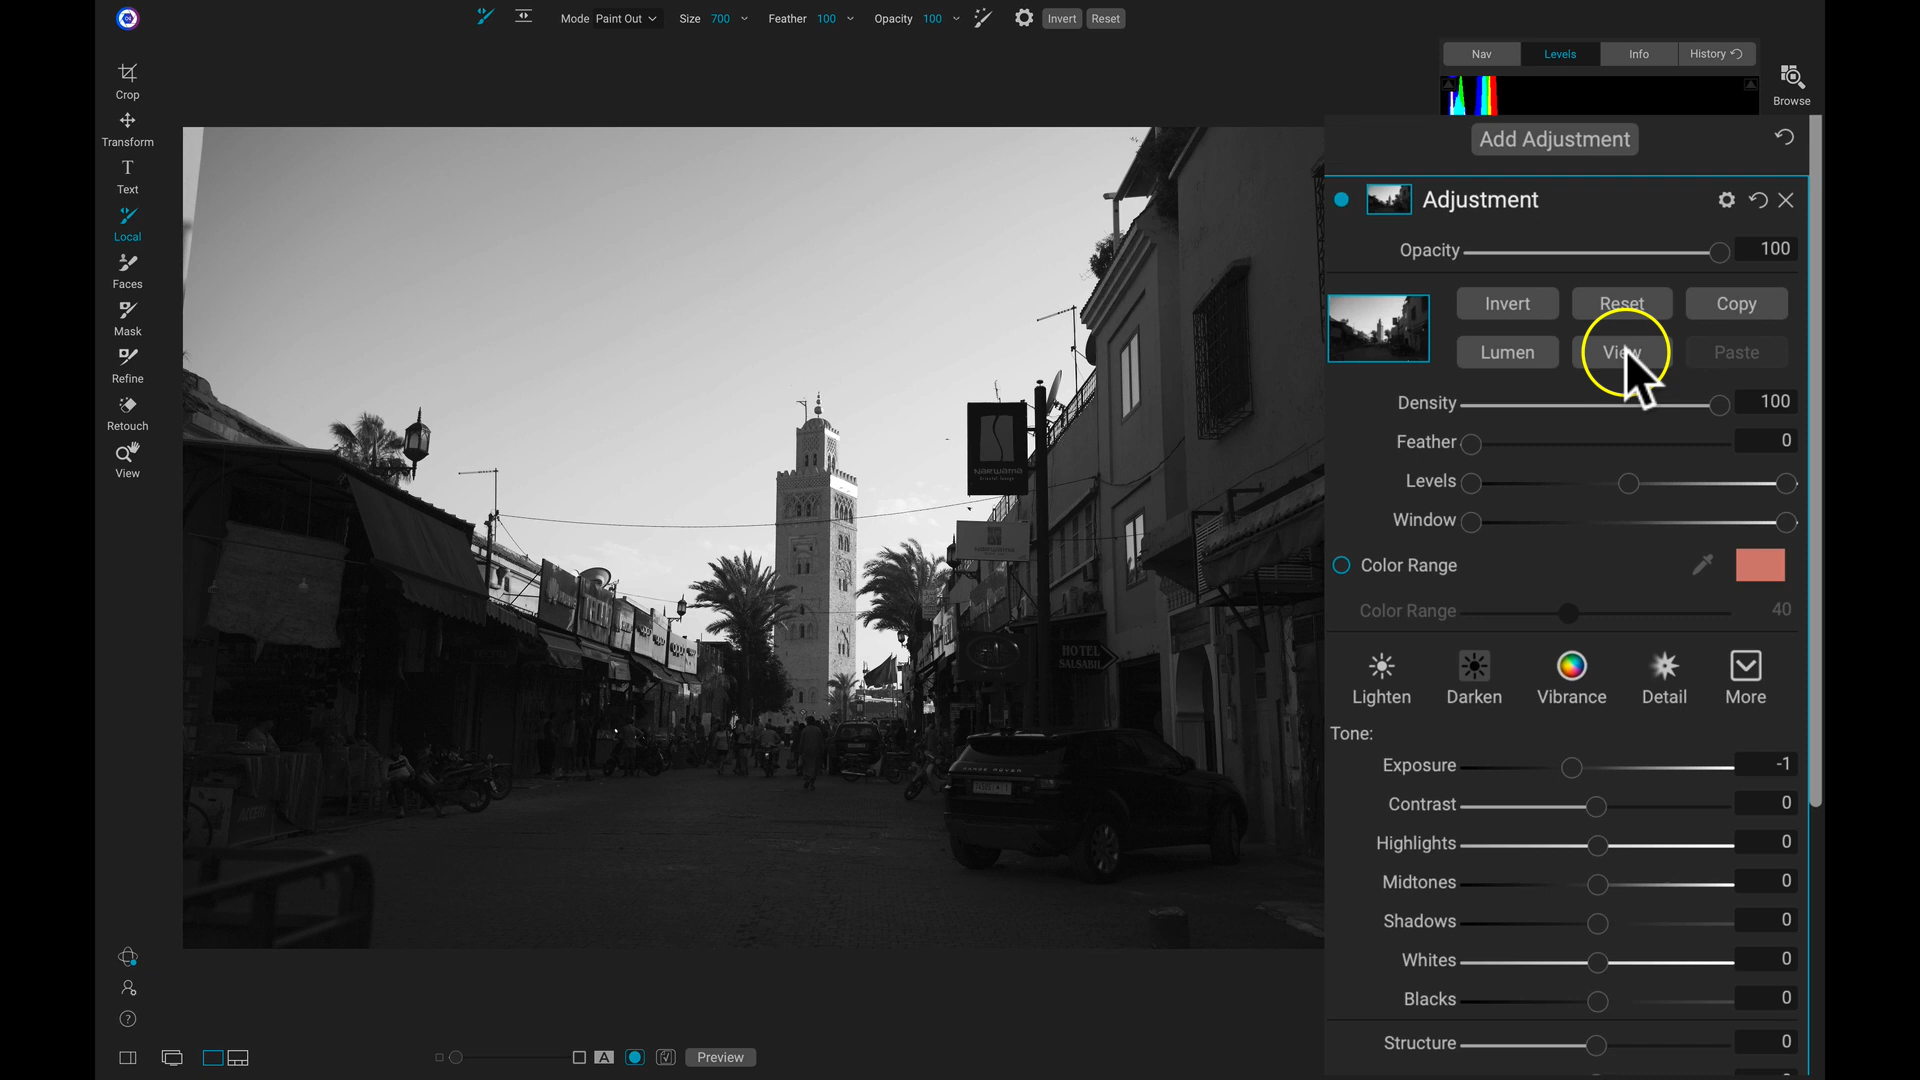 Mode Paint Out Size 700 Feather 100 Opacity 100 Invert Reset
Nav Levels Info History
Browse
Crop
Transform
Text
Local
Faces
Mask
Refine
Retouch
View
Add Adjustment
Adjustment
Opacity 100
Invert Reset Copy
Lumen View Paste
Density 100
Feather 0
Levels
Window
Color Range
Color Range 40
Lighten Darken Vibrance Detail More
Tone:
Exposure -1
Contrast 0
Highlights 0
Midtones 0
Shadows 0
Whites 0
Blacks 0
Structure 0
HOTEL
SALSABIL
RANGE ROVER
A Preview